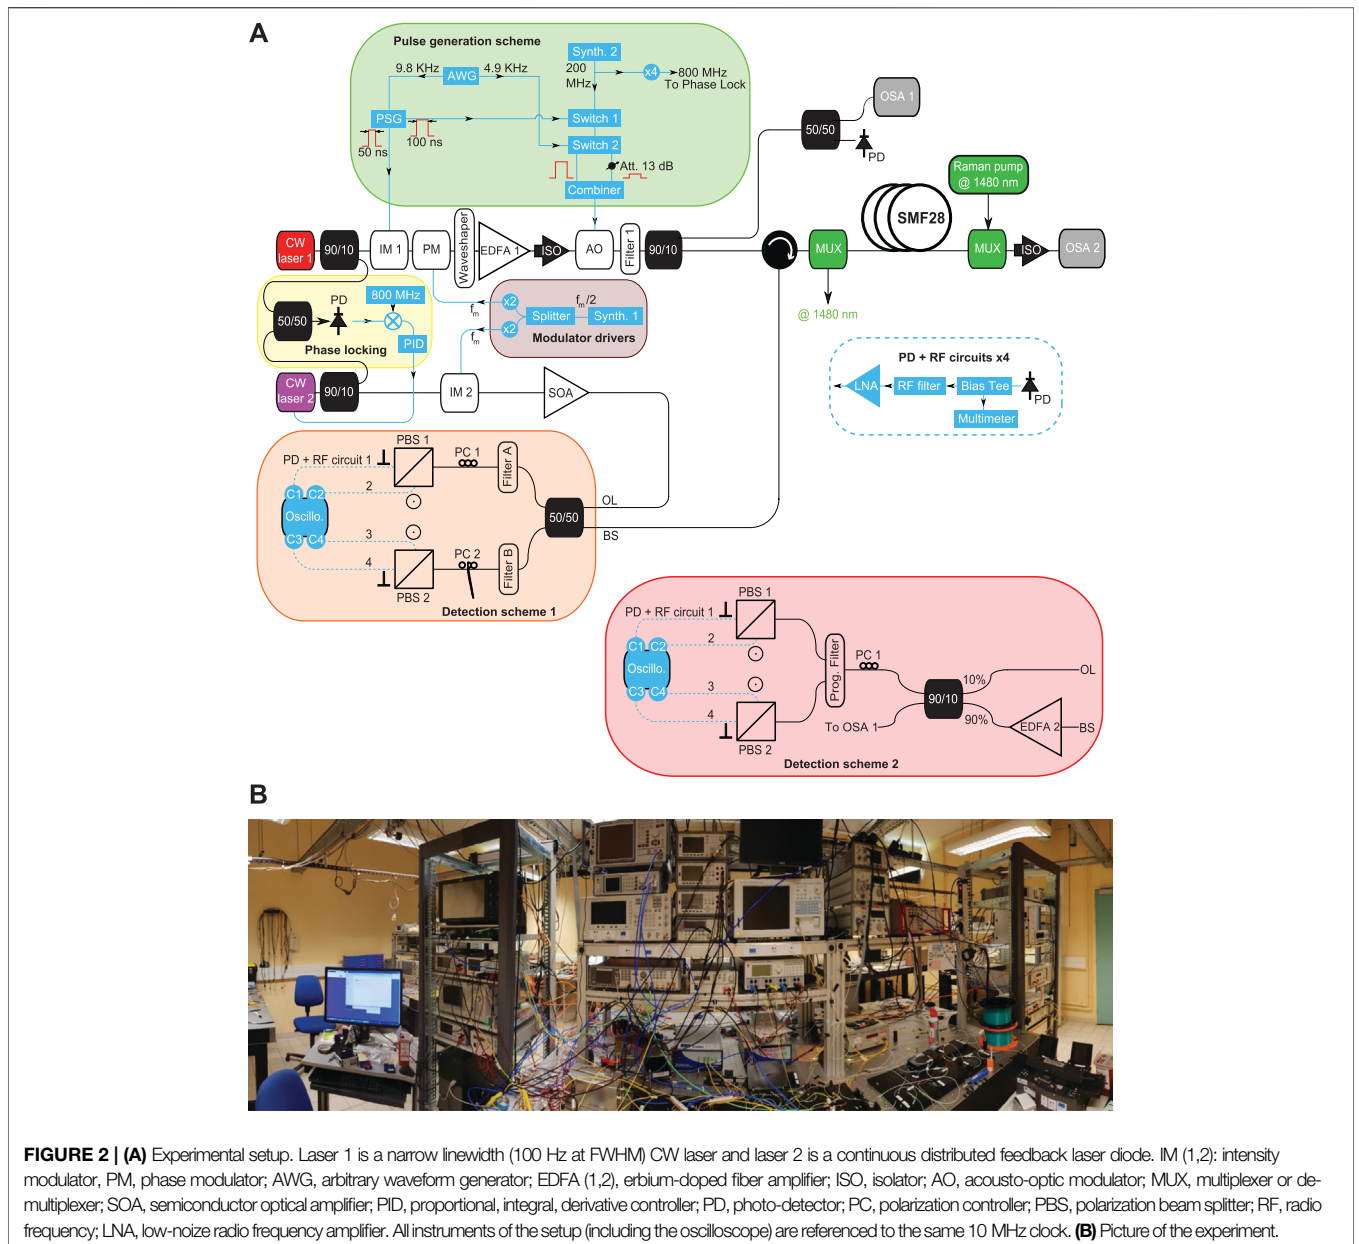 A
Pulse generation scheme
Synth. 2
9.8 KHz
AWG
4.9 KHz
200
MHz
x4
800 MHz
To Phase Lock
PSG
Switch 1
50 ns
100 ns
Switch 2
Att. 13 dB
Combiner
OSA 1
50/50
PD
Raman pump
@ 1480 nm
SMF28
CW
laser 1
90/10
IM 1
PM
Waveshaper
EDFA 1
ISO
AO
Filter 1
90/10
MUX
MUX
ISO
OSA 2
@ 1480 nm
50/50
PD
800 MHz
PID
Phase locking
fm
x2
fm
x2
Splitter
fm/2
Synth. 1
Modulator drivers
PD + RF circuits x4
LNA
RF filter
Bias Tee
PD
Multimeter
CW
laser 2
90/10
IM 2
SOA
PBS 1
PD + RF circuit 1
PC 1
Filter A
2
C1
C2
Oscillo.
C3
C4
3
4
PBS 2
PC 2
Filter B
50/50
OL
BS
Detection scheme 1
PBS 1
PD + RF circuit 1
2
C1
C2
Oscillo.
C3
C4
3
4
PBS 2
Prog. Filter
PC 1
10%
OL
90/10
To OSA 1
90%
EDFA 2
BS
Detection scheme 2
B
FIGURE 2 | (A) Experimental setup. Laser 1 is a narrow linewidth (100 Hz at FWHM) CW laser and laser 2 is a continuous distributed feedback laser diode. IM (1,2): intensity
modulator, PM, phase modulator; AWG, arbitrary waveform generator; EDFA (1,2), erbium-doped fiber amplifier; ISO, isolator; AO, acousto-optic modulator; MUX, multiplexer or de-
multiplexer; SOA, semiconductor optical amplifier; PID, proportional, integral, derivative controller; PD, photo-detector; PC, polarization controller; PBS, polarization beam splitter; RF, radio
frequency; LNA, low-noize radio frequency amplifier. All instruments of the setup (including the osciloscope) are referenced to the same 10 MHz clock. (B) Picture of the experiment.